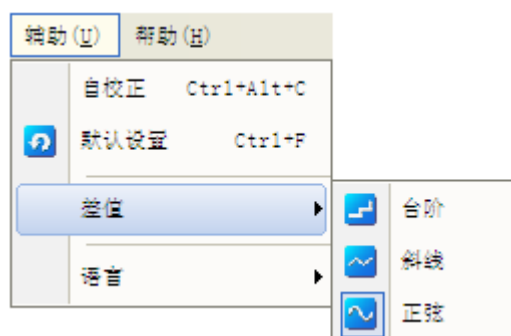 辅助(U) 帮助(H)
自校正 Ctrl+Alt+C
默认设置 Ctrl+F
差值
台阶
斜线
语言
正弦